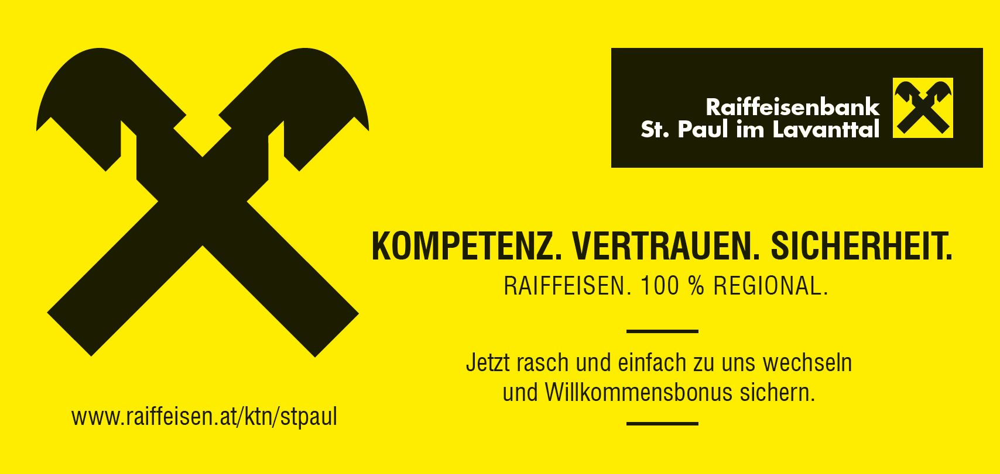 Raiffeisenbank
St. Paul im Lavanttal
KOMPETENZ. VERTRAUEN. SICHERHEIT.
RAIFFEISEN. 100 % REGIONAL.
Jetzt rasch und einfach zu uns wechseln
und Willkommensbonus sichern.
www.raiffeisen.at/ktn/stpaul